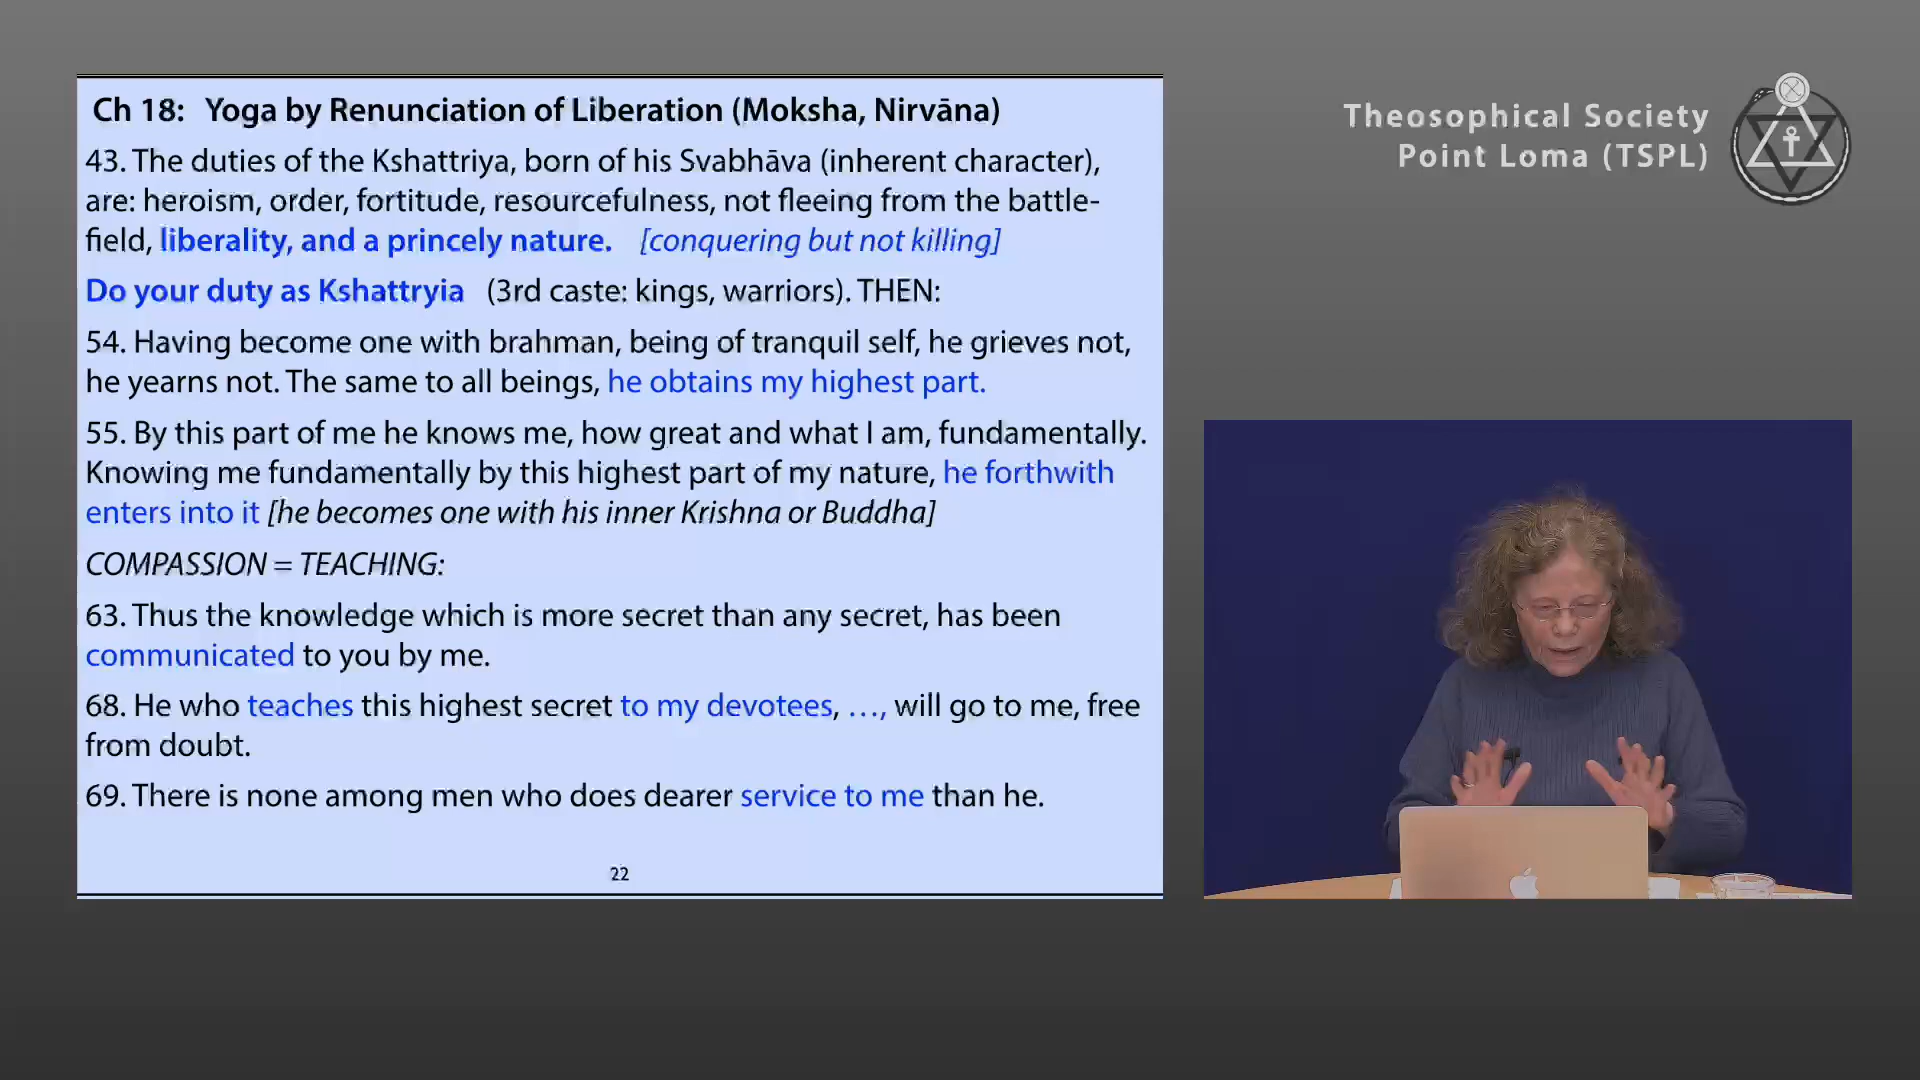 Ch 18: Yoga by Renunciation of Liberation (Moksha, Nirvāna)
43. The duties of the Kshattriya, born of his Svabhāva (inherent character),
are: heroism, order, fortitude, resourcefulness, not fleeing from the battle-
field, liberality, and a princely nature. [conquering but not killing]
Do your duty as Kshattryia (3rd caste: kings, warriors). THEN:
54. Having become one with brahman, being of tranquil self, he grieves not,
he yearns not. The same to all beings, he obtains my highest part.
55. By this part of me he knows me, how great and what I am, fundamentally.
Knowing me fundamentally by this highest part of my nature, he forthwith
enters into it [he becomes one with his inner Krishna or Buddha]
COMPASSION = TEACHING:
63. Thus the knowledge which is more secret than any secret, has been
communicated to you by me.
68. He who teaches this highest secret to my devotees, …, will go to me, free
from doubt.
69. There is none among men who does dearer service to me than he.
22
Theosophical Society
Point Loma (TSPL)